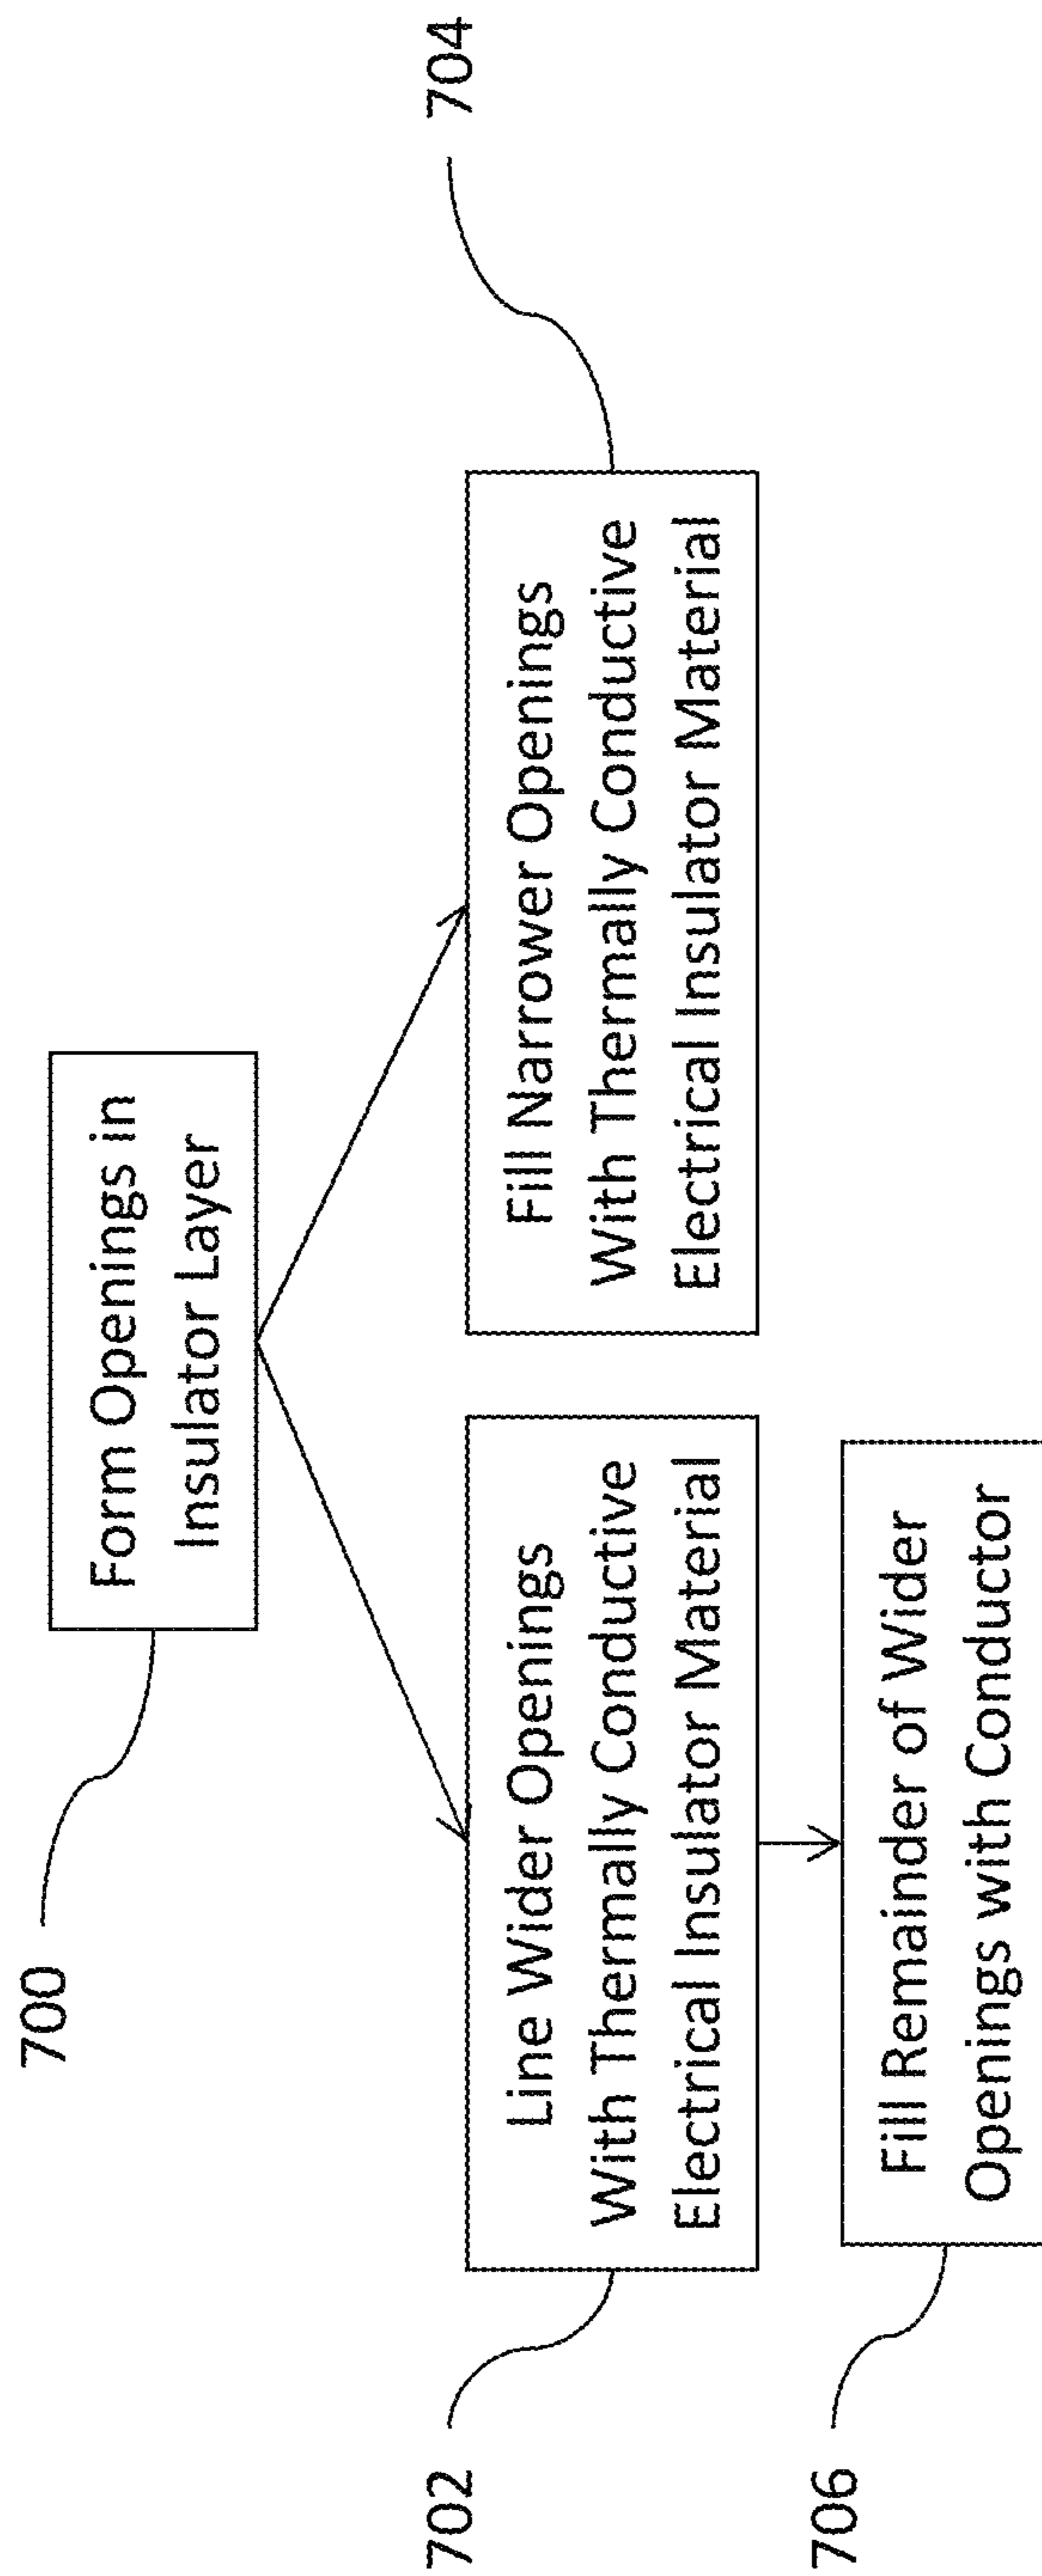 700
Form Openings in
Insulator Layer
702
Line Wider Openings
With Thermally Conductive
Electrical Insulator Material
Fill Narrower Openings
With Thermally Conductive
Electrical Insulator Material
704
706
Fill Remainder of Wider
Openings with Conductor